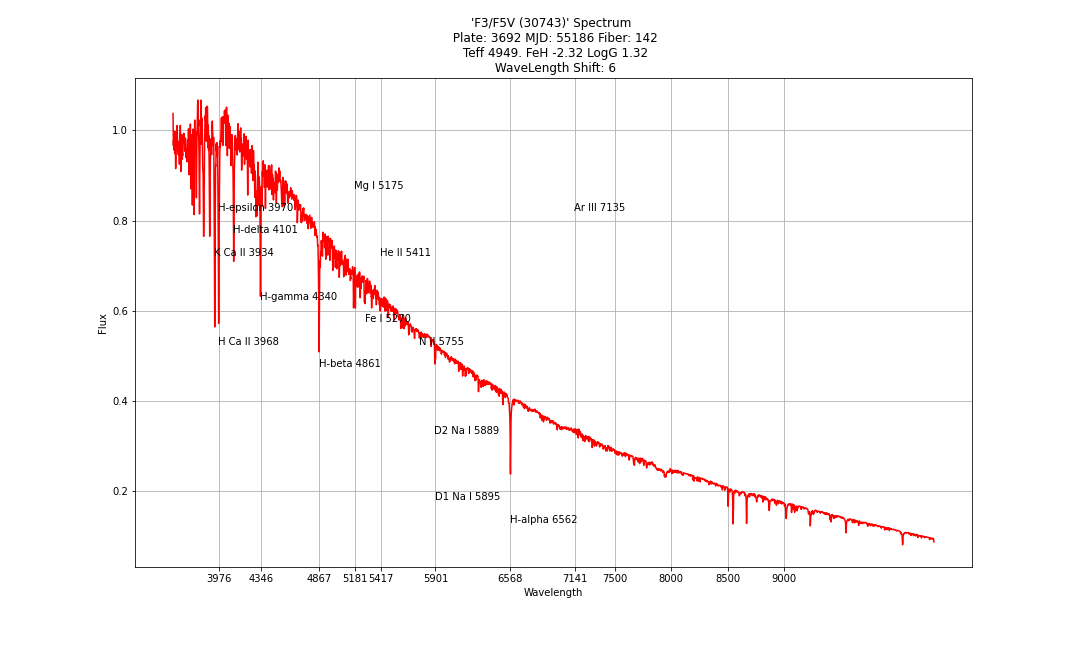 'F3/F5V (30743)' Spectrum
Plate: 3692 MJD: 55186 Fiber: 142
Teff 4949. FeH -2.32 LogG 1.32
WaveLength Shift: 6
1.0
Mg I 5175
H-epsilon 3970
Ar III 7135
0.8
H-delta 4101
K Ca II 3934
He II 5411
H-gamma 4340
0.6
Fe I 5270
H Ca II 3968
N II 5755
H-beta 4861
Flux
0.4
D2 Na I 5889
0.2
D1 Na I 5895
H-alpha 6562
3976 4346 4867 5181 5417 5901 6568 7141 7500 8000 8500 9000
Wavelength